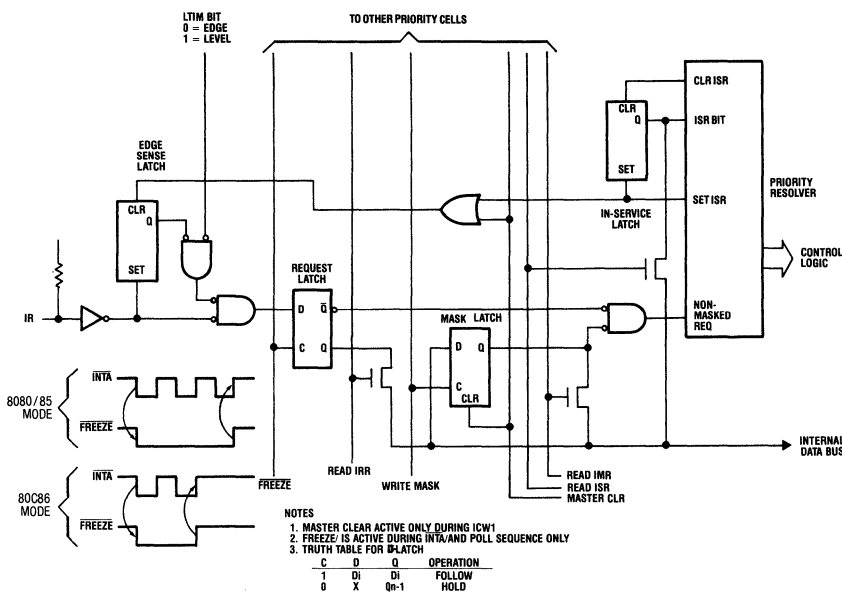 LTIM BIT
0 = EDGE
1 = LEVEL
TO OTHER PRIORITY CELLS
CLR ISR
CLR
Q
ISR BIT
SET
EDGE
SENSE
LATCH
PRIORITY
RESOLVER
SET ISR
IN-SERVICE
LATCH
CLR
Q
SET
CONTROL
LOGIC
REQUEST
LATCH
D
Q
C
Q
NON-
MASKED
REQ
IR
MASK LATCH
D
Q
C
CLR
INTA
8080/85
MODE
FREEZE
INTERNAL
DATA BUS
INTA
80C86
MODE
FREEZE
FREEZE
READ IRR
WRITE MASK
READ IMR
READ ISR
MASTER CLR
NOTES
1. MASTER CLEAR ACTIVE ONLY DURING ICW1
2. FREEZE/ IS ACTIVE DURING INTA/AND POLL SEQUENCE ONLY
3. TRUTH TABLE FOR D-LATCH
C D Q OPERATION
1 Di Di FOLLOW
0 X Qn-1 HOLD